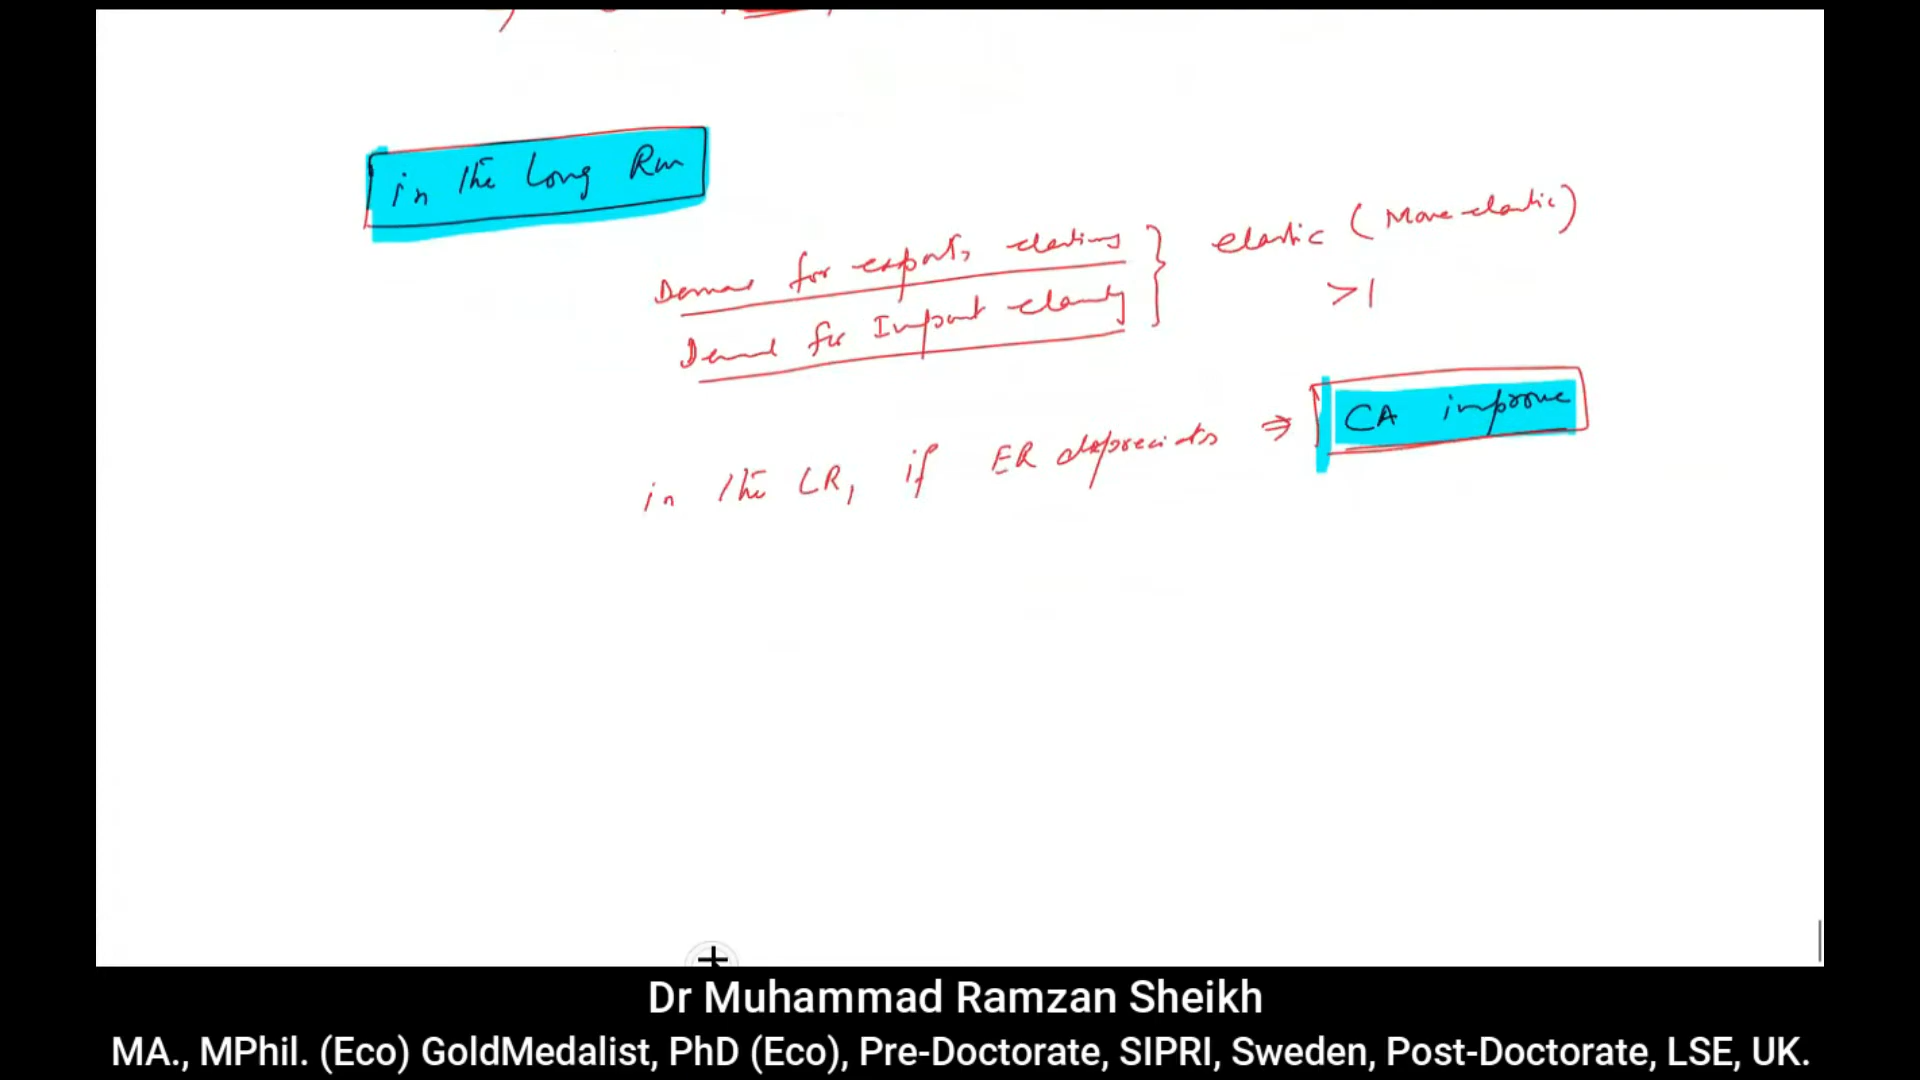 in the Long Run
Demand for exports elasticity
Demand for Import elasticity
elastic (More elastic)
>1
in the LR, if ER depreciates ⇒ CA improve
Dr Muhammad Ramzan Sheikh
MA., MPhil. (Eco) GoldMedalist, PhD (Eco), Pre-Doctorate, SIPRI, Sweden, Post-Doctorate, LSE, UK.